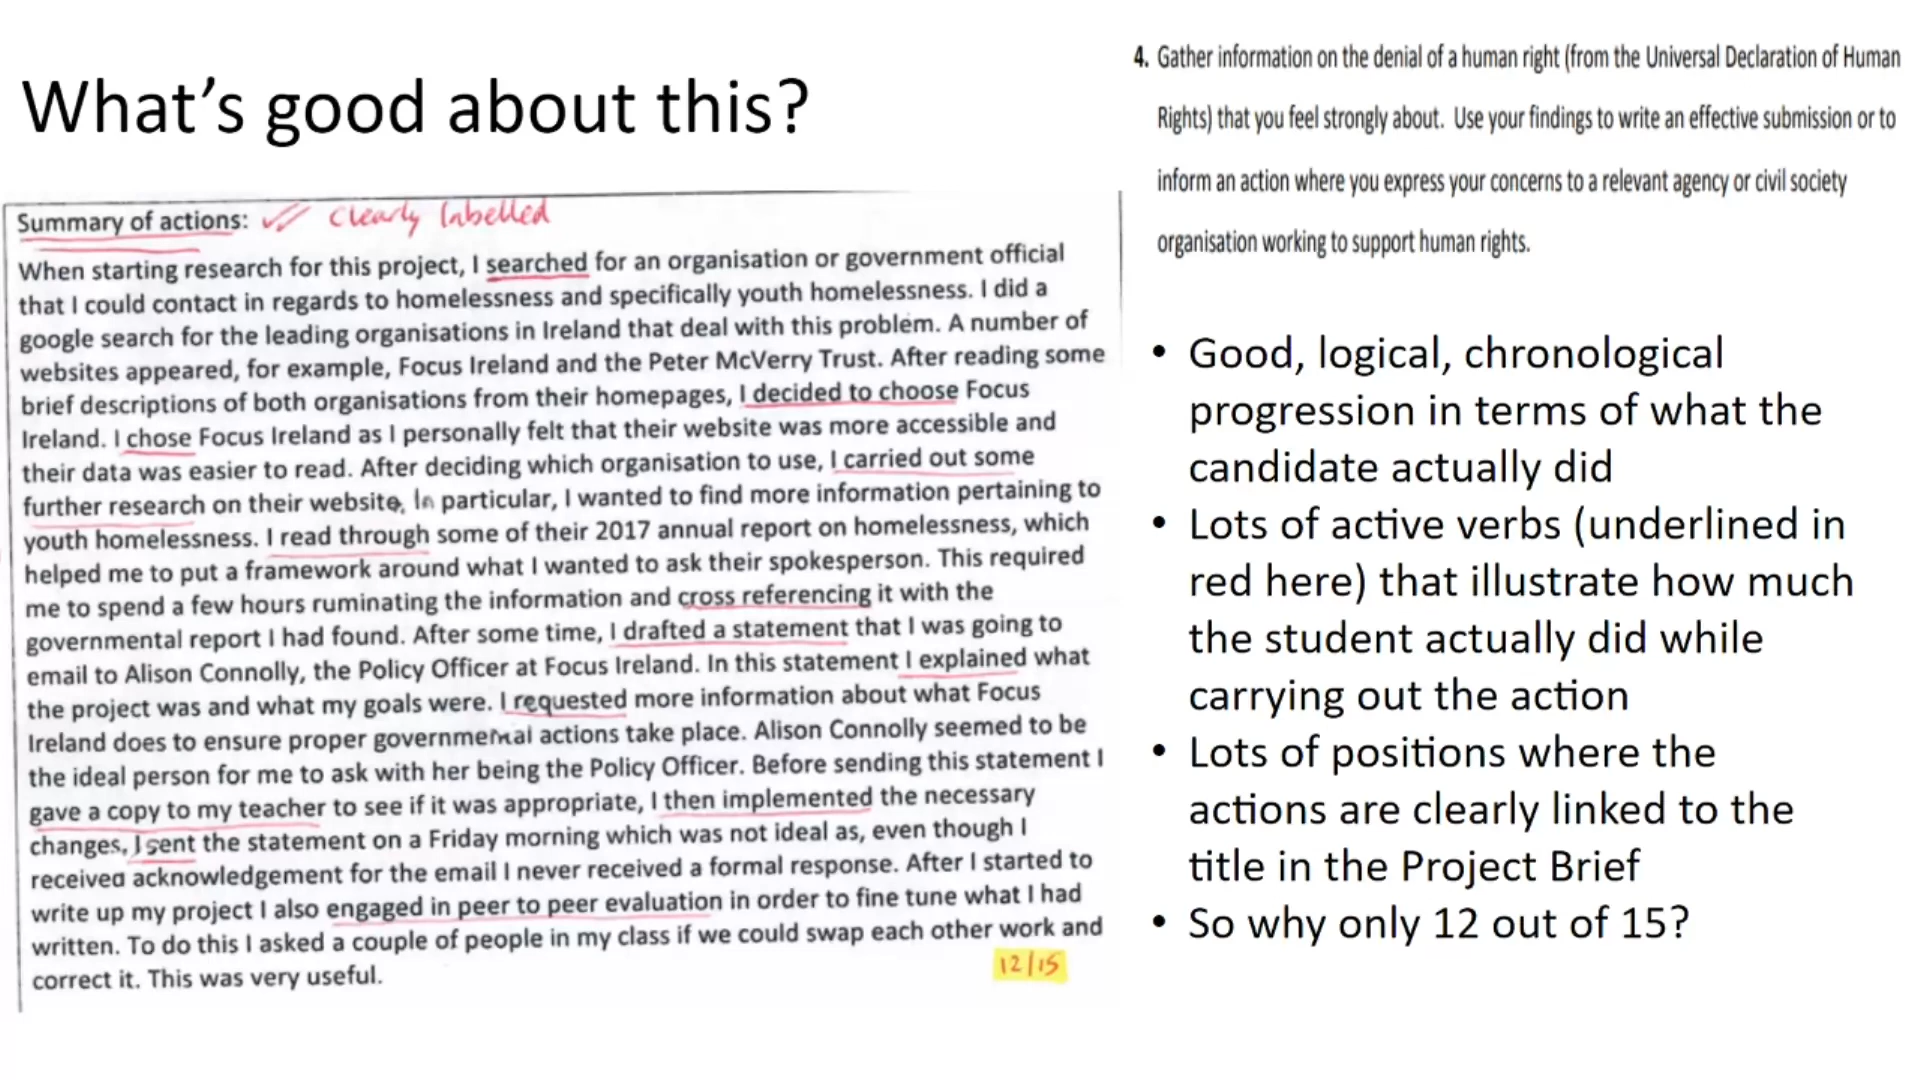 What's good about this?
Summary of actions: Clearly labelled
When starting research for this project, I searched for an organisation or government official
that I could contact in regards to homelessness and specifically youth homelessness. I did a
google search for the leading organisations in Ireland that deal with this problem. A number of
websites appeared, for example, Focus Ireland and the Peter McVerry Trust. After reading some
brief descriptions of both organisations from their homepages, I decided to choose Focus
Ireland. I chose Focus Ireland as I personally felt that their website was more accessible and
their data was easier to read. After deciding which organisation to use, I carried out some
further research on their website, In particular, I wanted to find more information pertaining to
youth homelessness. I read through some of their 2017 annual report on homelessness, which
helped me to put a framework around what I wanted to ask their spokesperson. This required
me to spend a few hours ruminating the information and cross referencing it with the
governmental report I had found. After some time, I drafted a statement that I was going to
email to Alison Connolly, the Policy Officer at Focus Ireland. In this statement I explained what
the project was and what my goals were. I requested more information about what Focus
Ireland does to ensure proper governmental actions take place. Alison Connolly seemed to be
the ideal person for me to ask with her being the Policy Officer. Before sending this statement I
gave a copy to my teacher to see if it was appropriate, I then implemented the necessary
changes, I sent the statement on a Friday morning which was not ideal as, even though I
received acknowledgement for the email I never received a formal response. After I started to
write up my project I also engaged in peer to peer evaluation in order to fine tune what I had
written. To do this I asked a couple of people in my class if we could swap each other work and
correct it. This was very useful.
12/15
4. Gather information on the denial of a human right (from the Universal Declaration of Human
Rights) that you feel strongly about. Use your findings to write an effective submission or to
inform an action where you express your concerns to a relevant agency or civil society
organisation working to support human rights.
• Good, logical, chronological
progression in terms of what the
candidate actually did
• Lots of active verbs (underlined in
red here) that illustrate how much
the student actually did while
carrying out the action
• Lots of positions where the
actions are clearly linked to the
title in the Project Brief
• So why only 12 out of 15?